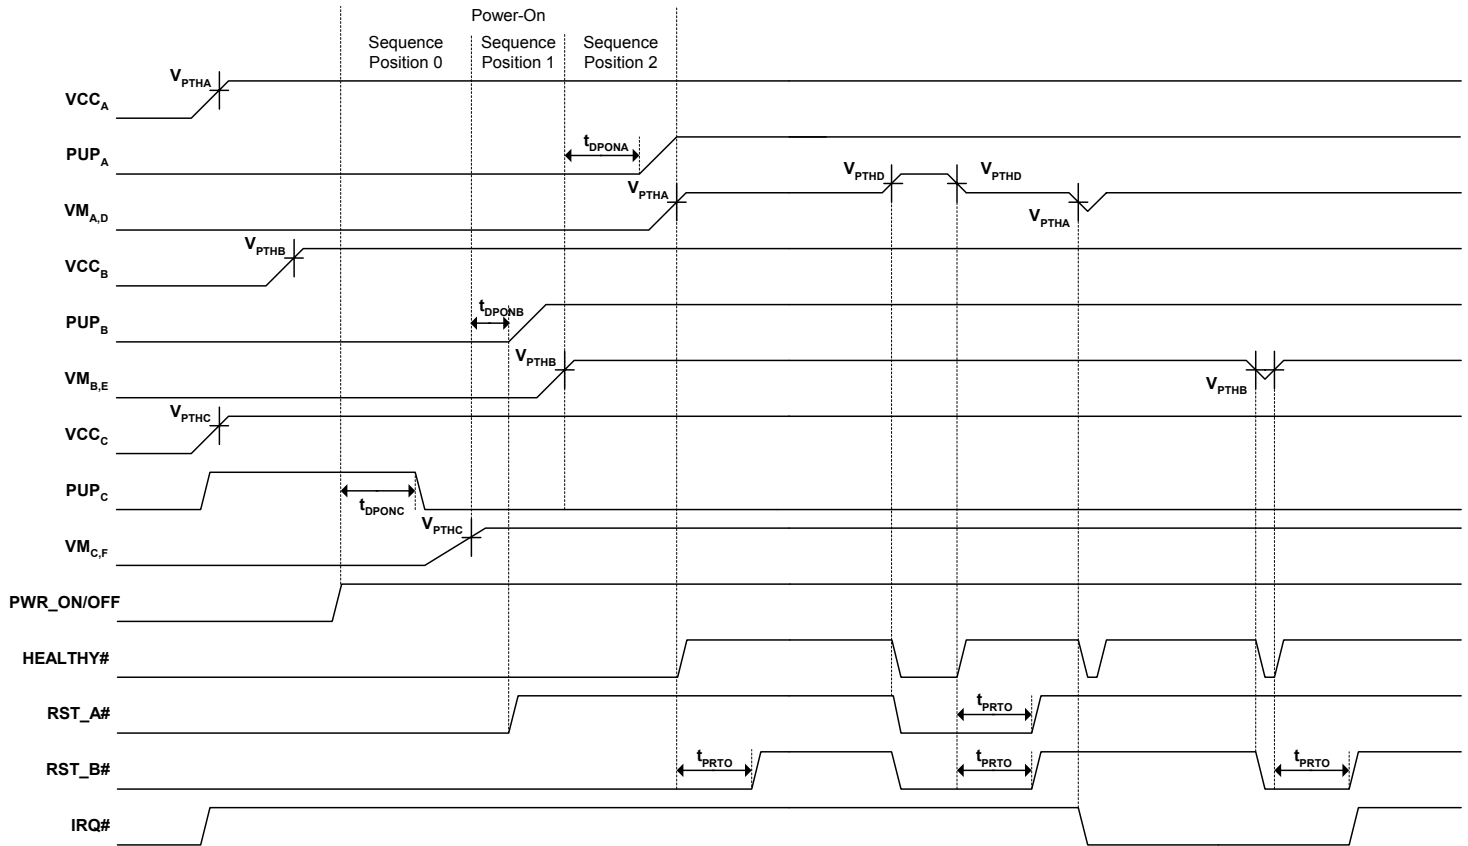 Power-On
Sequence Position 0
Sequence Position 1
Sequence Position 2
VCCA
VPTHA
PUPA
tDPONA
VMA,D
VPTHA
VPTHD
VPTHD
VPTHA
VCCB
VPTHB
PUPB
tDPONB
VMB,E
VPTHB
VPTHB
VCCC
VPTHC
PUPC
tDPONC
VMC,F
VPTHC
PWR_ON/OFF
HEALTHY#
RST_A#
tPRTO
RST_B#
tPRTO
tPRTO
tPRTO
IRQ#